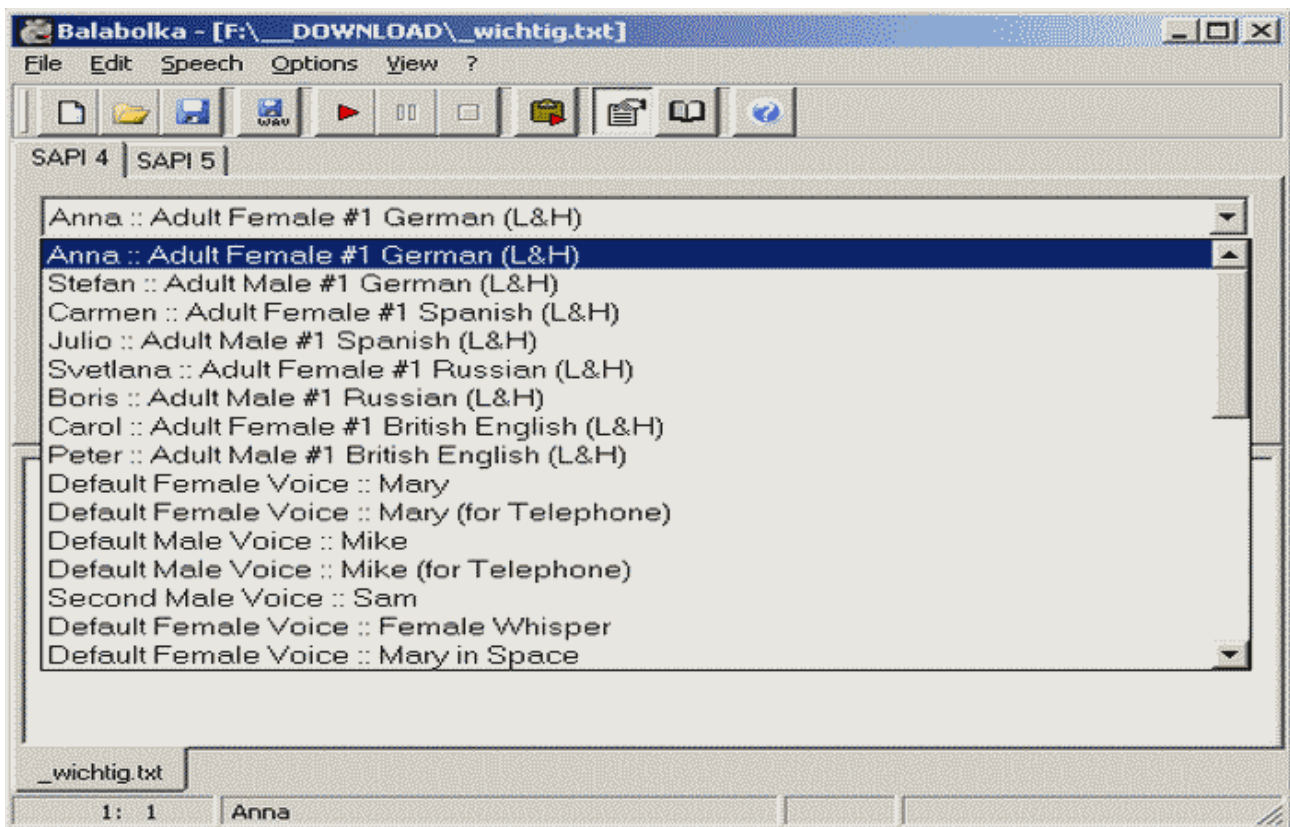 Balabolka - [F:\__DOWNLOAD\_wichtig.txt]
File Edit Speech Options View ?
WAV
SAPI 4 SAPI 5
Anna :: Adult Female #1 German (L&H)
Anna :: Adult Female #1 German (L&H)
Stefan :: Adult Male #1 German (L&H)
Carmen :: Adult Female #1 Spanish (L&H)
Julio :: Adult Male #1 Spanish (L&H)
Svetlana :: Adult Female #1 Russian (L&H)
Boris :: Adult Male #1 Russian (L&H)
Carol :: Adult Female #1 British English (L&H)
Peter :: Adult Male #1 British English (L&H)
Default Female Voice :: Mary
Default Female Voice :: Mary (for Telephone)
Default Male Voice :: Mike
Default Male Voice :: Mike (for Telephone)
Second Male Voice :: Sam
Default Female Voice :: Female Whisper
Default Female Voice :: Mary in Space
_wichtig.txt
1: 1 Anna